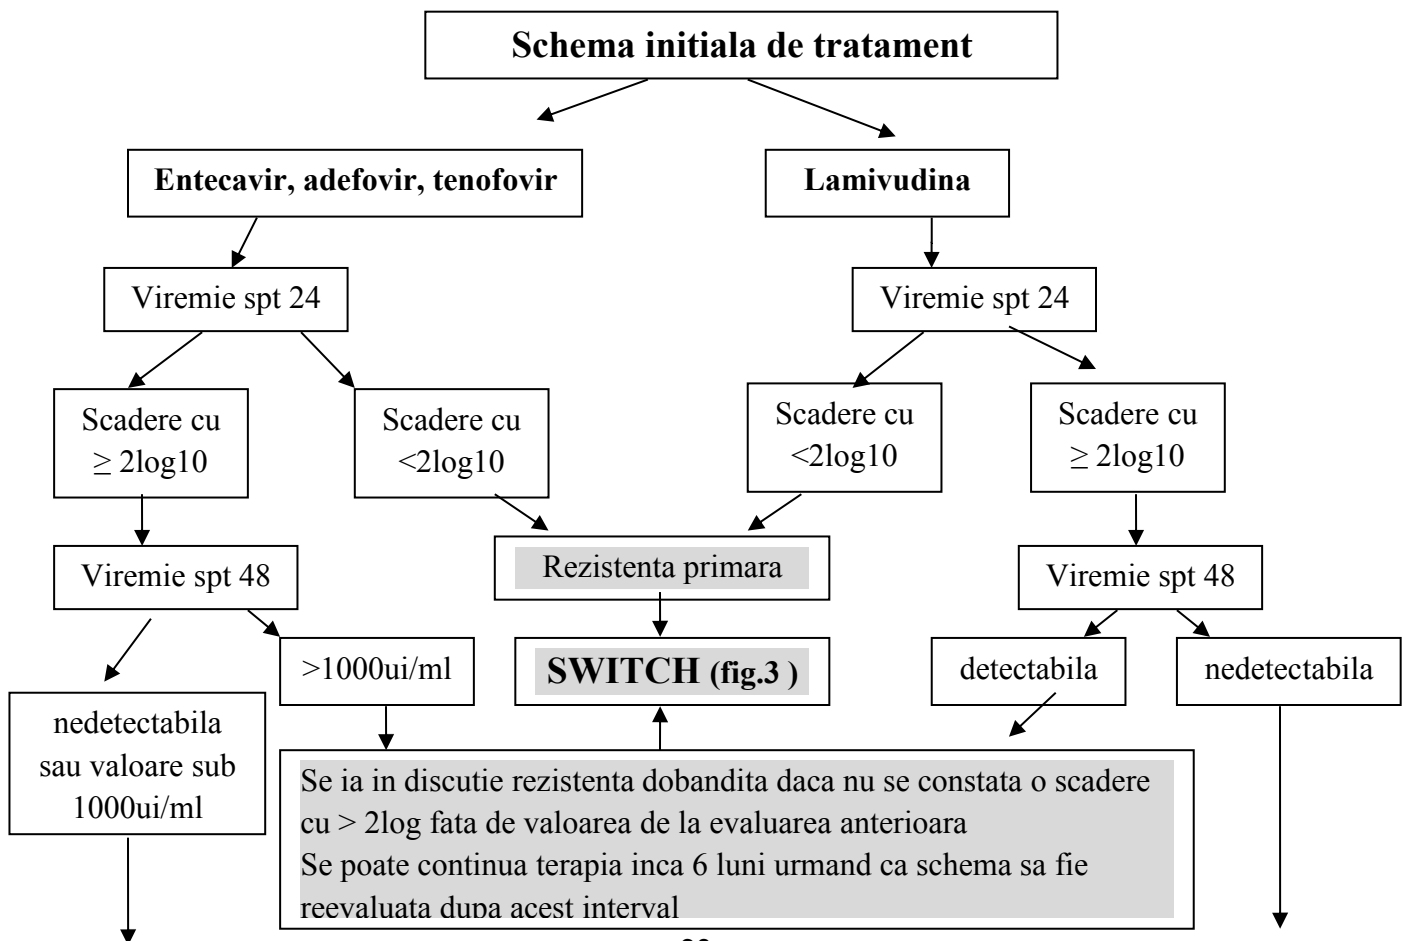 Schema initiala de tratament
Entecavir, adefovir, tenofovir
Lamivudina
Viremie spt 24
Viremie spt 24
Scadere cu
≥ 2log10
Scadere cu
<2log10
Scadere cu
<2log10
Scadere cu
≥ 2log10
Rezistenta primara
Viremie spt 48
Viremie spt 48
>1000ui/ml
SWITCH (fig.3 )
detectabila
nedetectabila
nedetectabila
sau valoare sub
1000ui/ml
Se ia in discutie rezistenta dobandita daca nu se constata o scadere
cu > 2log fata de valoarea de la evaluarea anterioara
Se poate continua terapia inca 6 luni urmand ca schema sa fie
reevaluata dupa acest interval